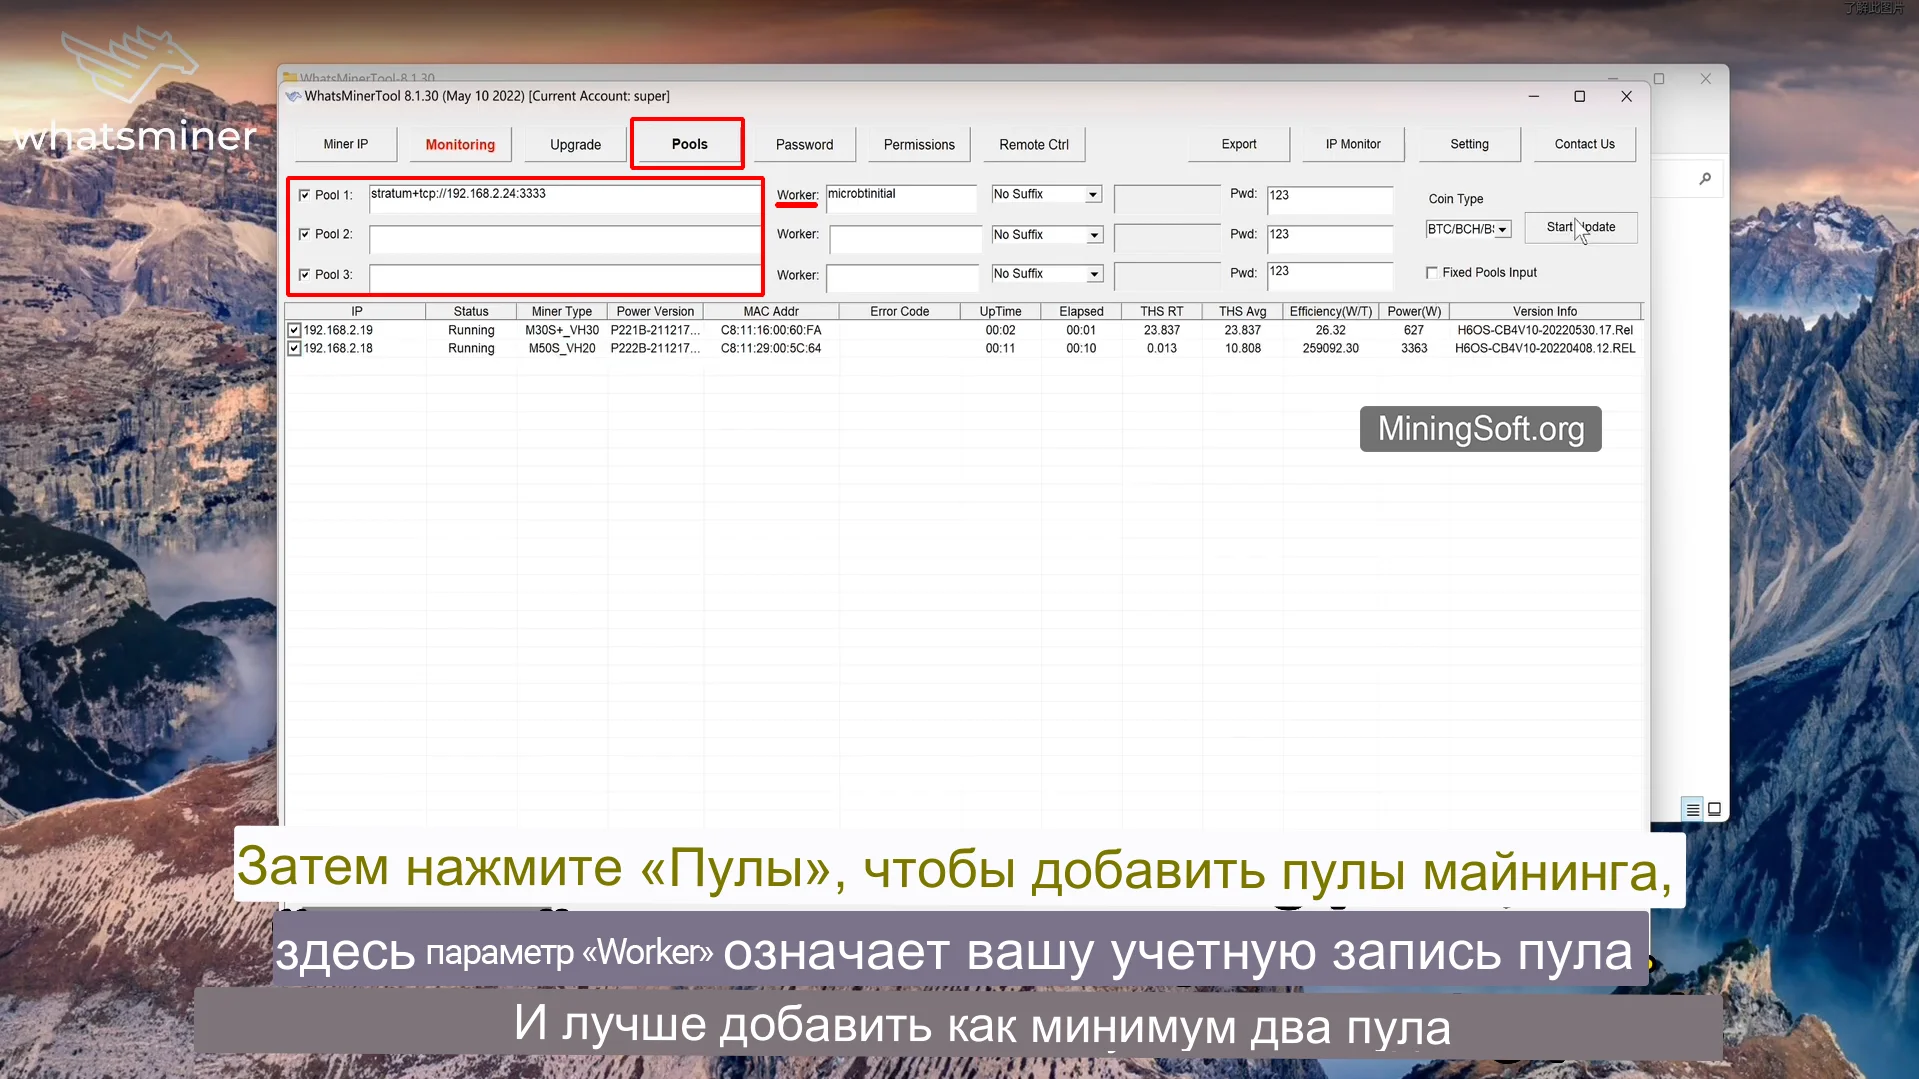 了解此图片
whatsminer
WhatsMinerTool-8.1.30
WhatsMinerTool 8.1.30 (May 10 2022) [Current Account: super]
Miner IP Monitoring Upgrade Pools Password Permissions Remote Ctrl Export IP Monitor Setting Contact Us
Pool 1: stratum+tcp://192.168.2.24:3333 Worker: microbtinitial No Suffix Pwd: 123 Coin Type
Pool 2: Worker: No Suffix Pwd: 123 BTC/BCH/B Start Update
Pool 3: Worker: No Suffix Pwd: 123 Fixed Pools Input
IP Status Miner Type Power Version MAC Addr Error Code UpTime Elapsed THS RT THS Avg Efficiency(W/T) Power(W) Version Info
192.168.2.19 Running M30S+_VH30 P221B-211217... C8:11:16:00:60:FA 00:02 00:01 23.837 23.837 26.32 627 H6OS-CB4V10-20220530.17.Rel
192.168.2.18 Running M50S_VH20 P222B-211217... C8:11:29:00:5C:64 00:11 00:10 0.013 10.808 259092.30 3363 H6OS-CB4V10-20220408.12.REL
MiningSoft.org
Затем нажмите «Пулы», чтобы добавить пулы майнинга,
здесь параметр «Worker» означает вашу учетную запись пула
И лучше добавить как минимум два пула